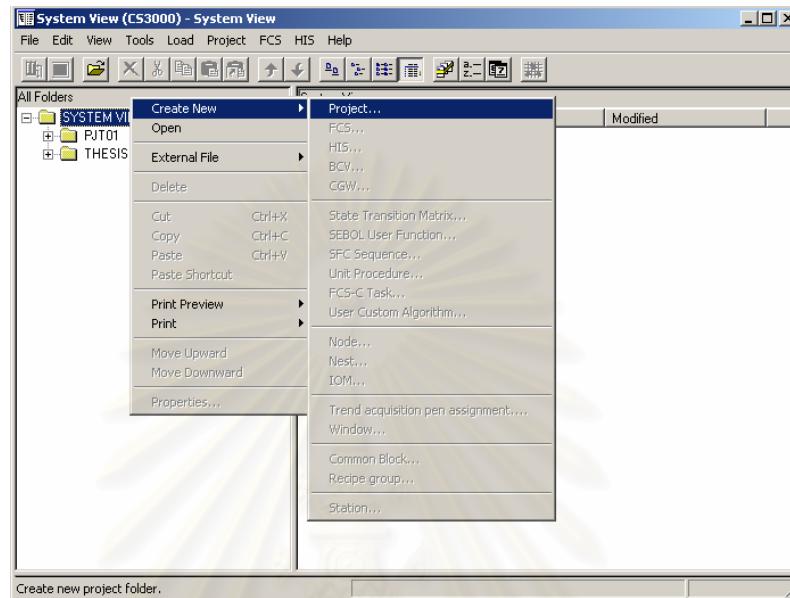 System View (CS3000) - System View
File Edit View Tools Load Project FCS HIS Help
All Folders
Modified
SYSTEM VI
PJT01
THESIS
Create New
Open
External File
Delete
Cut Ctrl+X
Copy Ctrl+C
Paste Ctrl+V
Paste Shortcut
Print Preview
Print
Move Upward
Move Downward
Properties...
Project...
FCS...
HIS...
BCV...
CGW...
State Transition Matrix...
SEBOL User Function...
SFC Sequence...
Unit Procedure...
FCS-C Task...
User Custom Algorithm...
Node...
Nest...
IOM...
Trend acquisition pen assignment....
Window...
Common Block...
Recipe group...
Station...
Create new project folder.